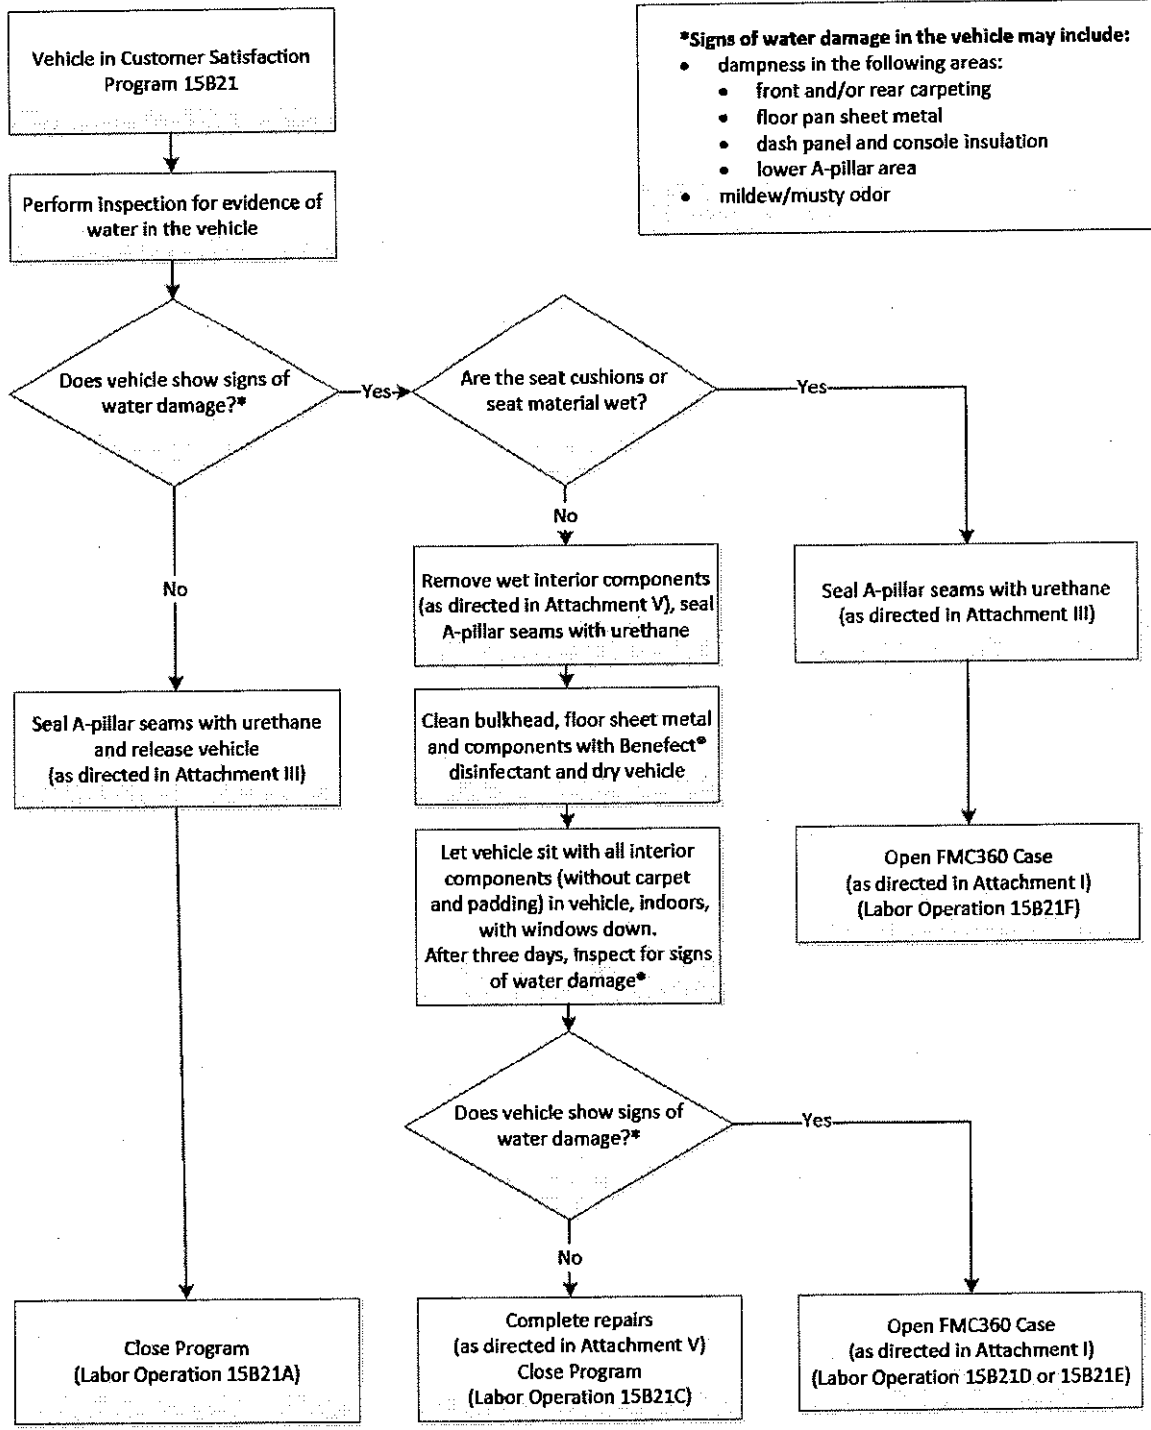 Vehicle in Customer Satisfaction
Program 15B21
*Signs of water damage in the vehicle may include:
• dampness in the following areas:
• front and/or rear carpeting
• floor pan sheet metal
• dash panel and console insulation
• lower A-pillar area
• mildew/musty odor
Perform inspection for evidence of
water in the vehicle
Does vehicle show signs of
water damage?*
Yes
Are the seat cushions or
seat material wet?
Yes
No
No
Remove wet interior components
(as directed in Attachment V), seal
A-pillar seams with urethane
Seal A-pillar seams with urethane
(as directed in Attachment III)
Seal A-pillar seams with urethane
and release vehicle
(as directed in Attachment III)
Clean bulkhead, floor sheet metal
and components with Benefect®
disinfectant and dry vehicle
Let vehicle sit with all interior
components (without carpet
and padding) in vehicle, indoors,
with windows down.
After three days, inspect for signs
of water damage*
Open FMC360 Case
(as directed in Attachment I)
(Labor Operation 15B21F)
Does vehicle show signs of
water damage?*
Yes
No
Close Program
(Labor Operation 15B21A)
Complete repairs
(as directed in Attachment V)
Close Program
(Labor Operation 15B21C)
Open FMC360 Case
(as directed in Attachment I)
(Labor Operation 15B21D or 15B21E)